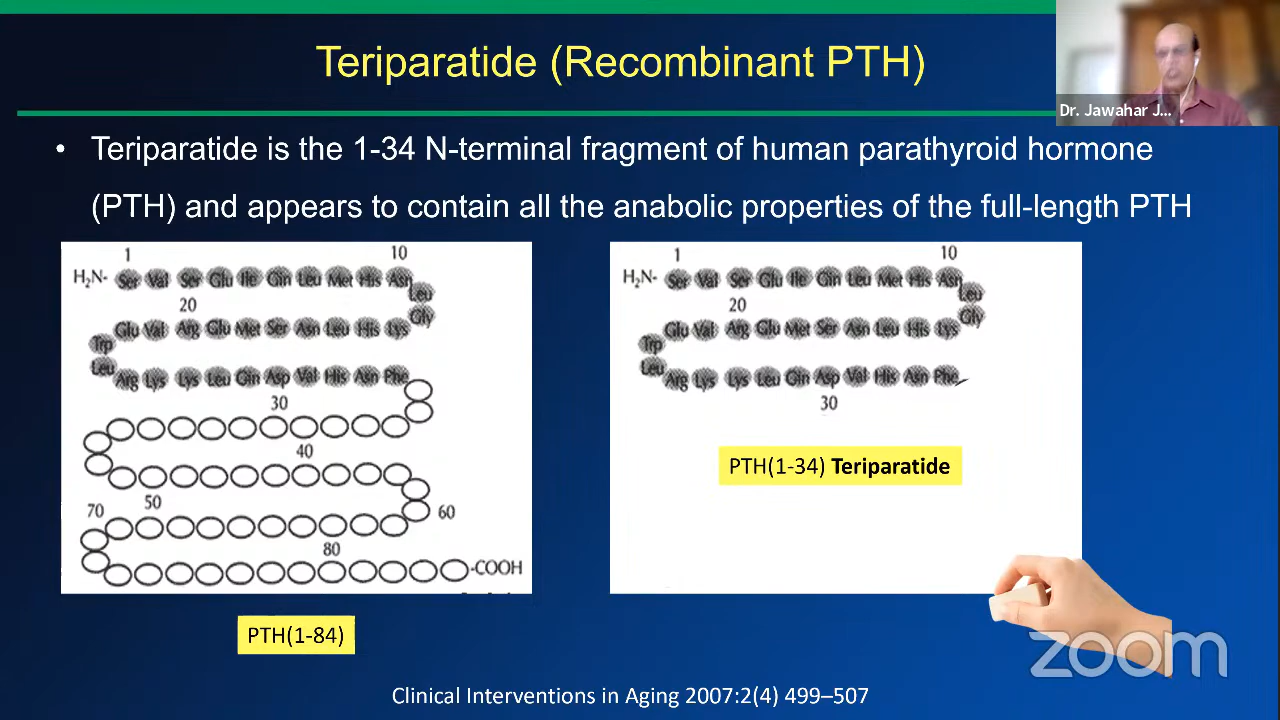 Teriparatide (Recombinant PTH)
Dr. Jawahar J...
• Teriparatide is the 1-34 N-terminal fragment of human parathyroid hormone
(PTH) and appears to contain all the anabolic properties of the full-length PTH
1 10
H₂N- Ser Val Ser Glu Ile Gln Leu Met His Asn
Leu
20
Gly
Glu Val Arg Glu Met Ser Asn Leu His Lys
Trp
Leu
Arg Lys Lys Leu Gln Asp Val His Asn Phe
30
40
50
60
70
80
-COOH
PTH(1-84)
1 10
H₂N- Ser Val Ser Glu Ile Gln Leu Met His Asn
Leu
20
Gly
Glu Val Arg Glu Met Ser Asn Leu His Lys
Trp
Leu
Arg Lys Lys Leu Gln Asp Val His Asn Phe
30
PTH(1-34) Teriparatide
zoom
Clinical Interventions in Aging 2007:2(4) 499–507